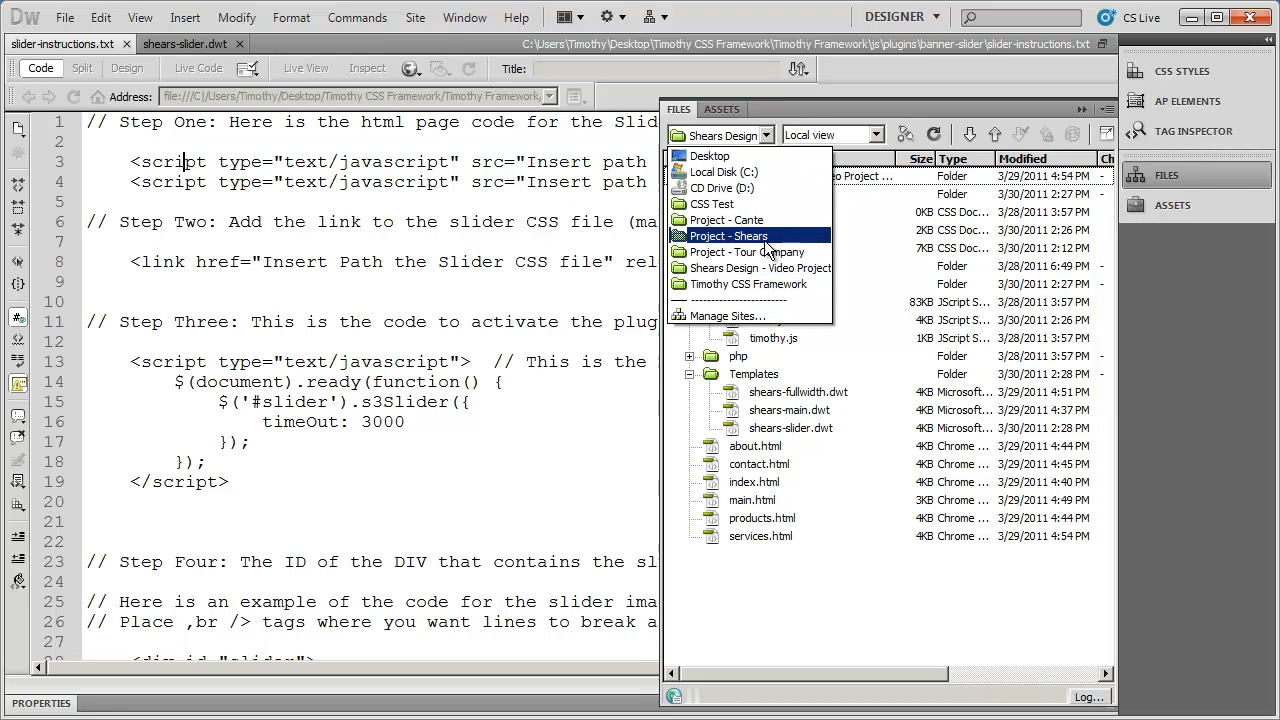 Dw File Edit View Insert Modify Format Commands Site Window Help DESIGNER CS Live
slider-instructions.txt shears-slider.dwt C:\Users\Timothy\Desktop\Timothy CSS Framework\Timothy Framework\js\plugins\banner-slider\slider-instructions.txt
Code Split Design Live Code Live View Inspect Title:
Address: file:///C|/Users/Timothy/Desktop/Timothy CSS Framework/Timothy Framework/
1 // Step One: Here is the html page code for the Slid
2
3 <script type="text/javascript" src="Insert path
4 <script type="text/javascript" src="Insert path
5
6 // Step Two: Add the link to the slider CSS file (ma
7
8 <link href="Insert Path the Slider CSS file" rel
9
10
11 // Step Three: This is the code to activate the plug
12
13 <script type="text/javascript"> // This is the
14 $(document).ready(function() {
15 $('#slider').s3Slider({
16 timeOut: 3000
17 });
18 });
19 </script>
20
21
22
23 // Step Four: The ID of the DIV that contains the sl
24
25 // Here is an example of the code for the slider ima
26 // Place ,br /> tags where you want lines to break a
27
28 <div id "slider">
PROPERTIES
FILES ASSETS
Shears Design Local view
Size Type Modified Ch
Desktop
Local Disk (C:)
CD Drive (D:)
CSS Test
Project - Cante
Project - Shears
Project - Tour Company
Shears Design - Video Project
Timothy CSS Framework
------------------------
Manage Sites...
eo Project ... Folder 3/29/2011 4:54 PM -
Folder 3/29/2011 2:30 PM -
0KB CSS Doc... 3/28/2011 3:57 PM
2KB CSS Doc... 3/30/2011 2:26 PM
7KB CSS Doc... 3/30/2011 2:12 PM
Folder 3/28/2011 6:49 PM -
Folder 3/30/2011 2:27 PM -
83KB JScript S... 3/28/2011 3:57 PM
4KB JScript S... 3/30/2011 2:26 PM
timothy.js 1KB JScript S... 3/28/2011 3:57 PM
php Folder 3/28/2011 3:57 PM -
Templates Folder 3/30/2011 2:28 PM -
shears-fullwidth.dwt 4KB Microsoft... 3/29/2011 4:51 PM
shears-main.dwt 4KB Microsoft... 3/29/2011 4:37 PM
shears-slider.dwt 4KB Microsoft... 3/30/2011 2:28 PM
about.html 4KB Chrome ... 3/29/2011 4:44 PM
contact.html 4KB Chrome ... 3/29/2011 4:44 PM
index.html 4KB Chrome ... 3/29/2011 4:40 PM
main.html 3KB Chrome ... 3/29/2011 4:49 PM
products.html 4KB Chrome ... 3/29/2011 4:44 PM
services.html 4KB Chrome ... 3/29/2011 4:54 PM
Log...
CSS STYLES
AP ELEMENTS
TAG INSPECTOR
FILES
ASSETS